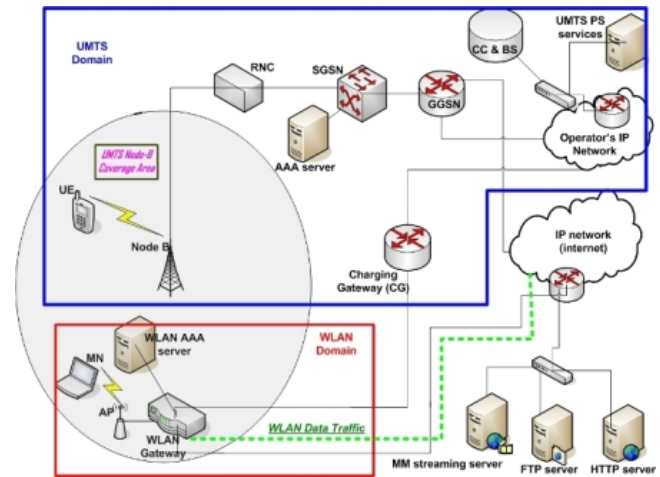 UMTS
Domain
RNC
SGSN
GGSN
CC & BS
UMTS PS
services
AAA server
Operator's IP
Network
UMTS Node-B
Coverage Area
UE
Node B
IP network
(internet)
Charging
Gateway (CG)
WLAN AAA
server
WLAN
Domain
MN
AP
WLAN
Gateway
WLAN Data Traffic
MM streaming server
FTP server
HTTP server